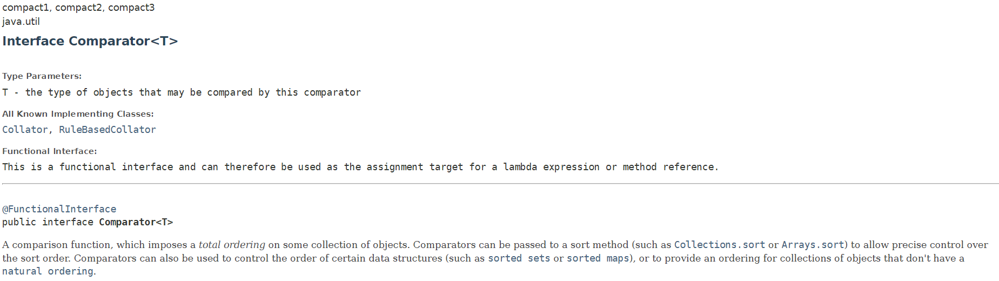 compact1, compact2, compact3
java.util
Interface Comparator<T>
Type Parameters:
T - the type of objects that may be compared by this comparator
All Known Implementing Classes:
Collator, RuleBasedCollator
Functional Interface:
This is a functional interface and can therefore be used as the assignment target for a lambda expression or method reference.
@FunctionalInterface
public interface Comparator<T>
A comparison function, which imposes a total ordering on some collection of objects. Comparators can be passed to a sort method (such as Collections.sort or Arrays.sort) to allow precise control over
the sort order. Comparators can also be used to control the order of certain data structures (such as sorted sets or sorted maps), or to provide an ordering for collections of objects that don't have a
natural ordering.